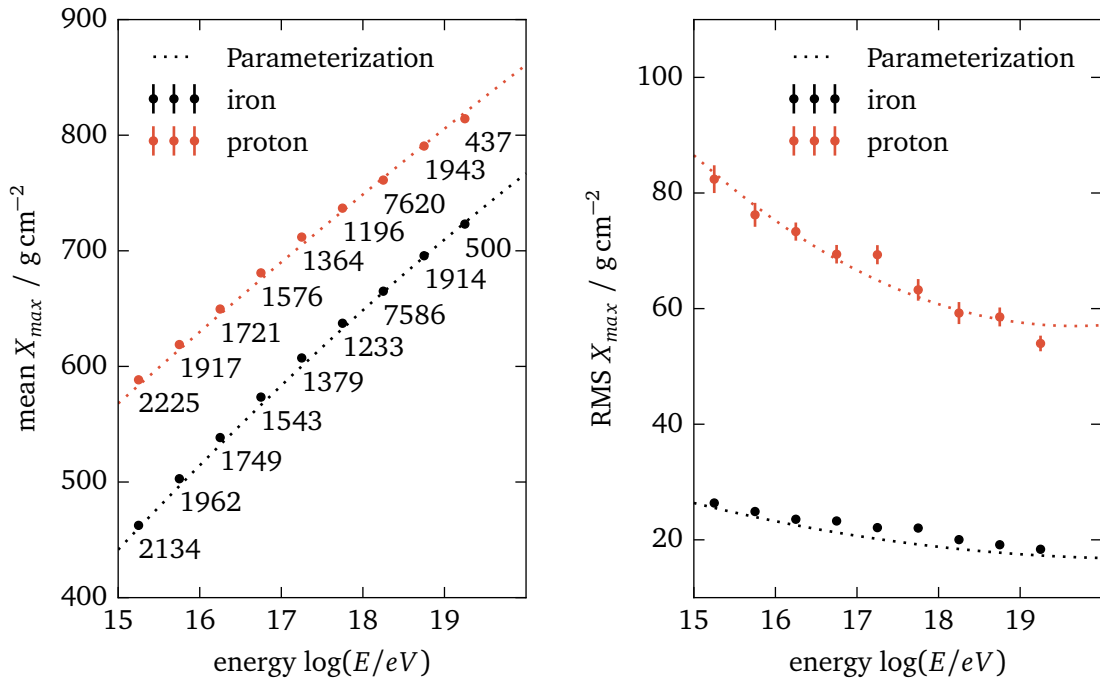 900
800
700
600
500
400
mean X_max / g cm⁻²
Parameterization
iron
proton
437
1943
7620
1196
1364
1576
1721
1917
2225
500
1914
7586
1233
1379
1543
1749
1962
2134
15 16 17 18 19
energy log(E/eV)
100
80
60
40
20
RMS X_max / g cm⁻²
Parameterization
iron
proton
15 16 17 18 19
energy log(E/eV)